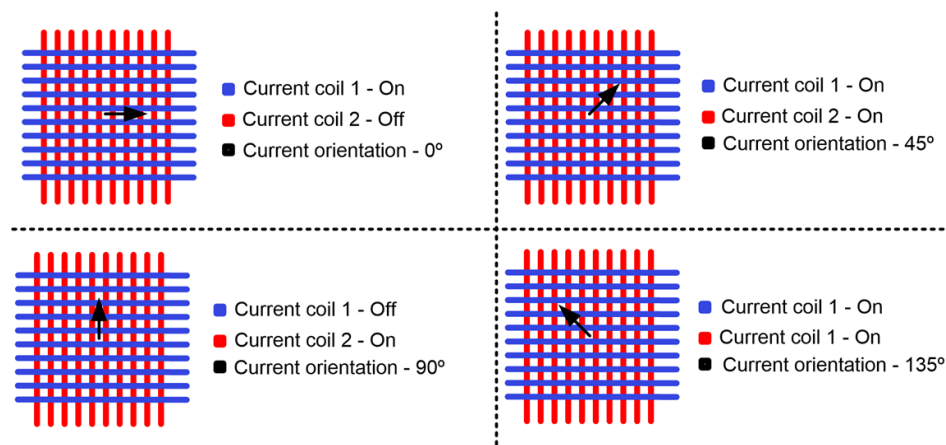 Current coil 1 - On
Current coil 2 - Off
Current orientation - 0º
Current coil 1 - On
Current coil 2 - On
Current orientation - 45º
Current coil 1 - Off
Current coil 2 - On
Current orientation - 90º
Current coil 1 - On
Current coil 1 - On
Current orientation - 135º